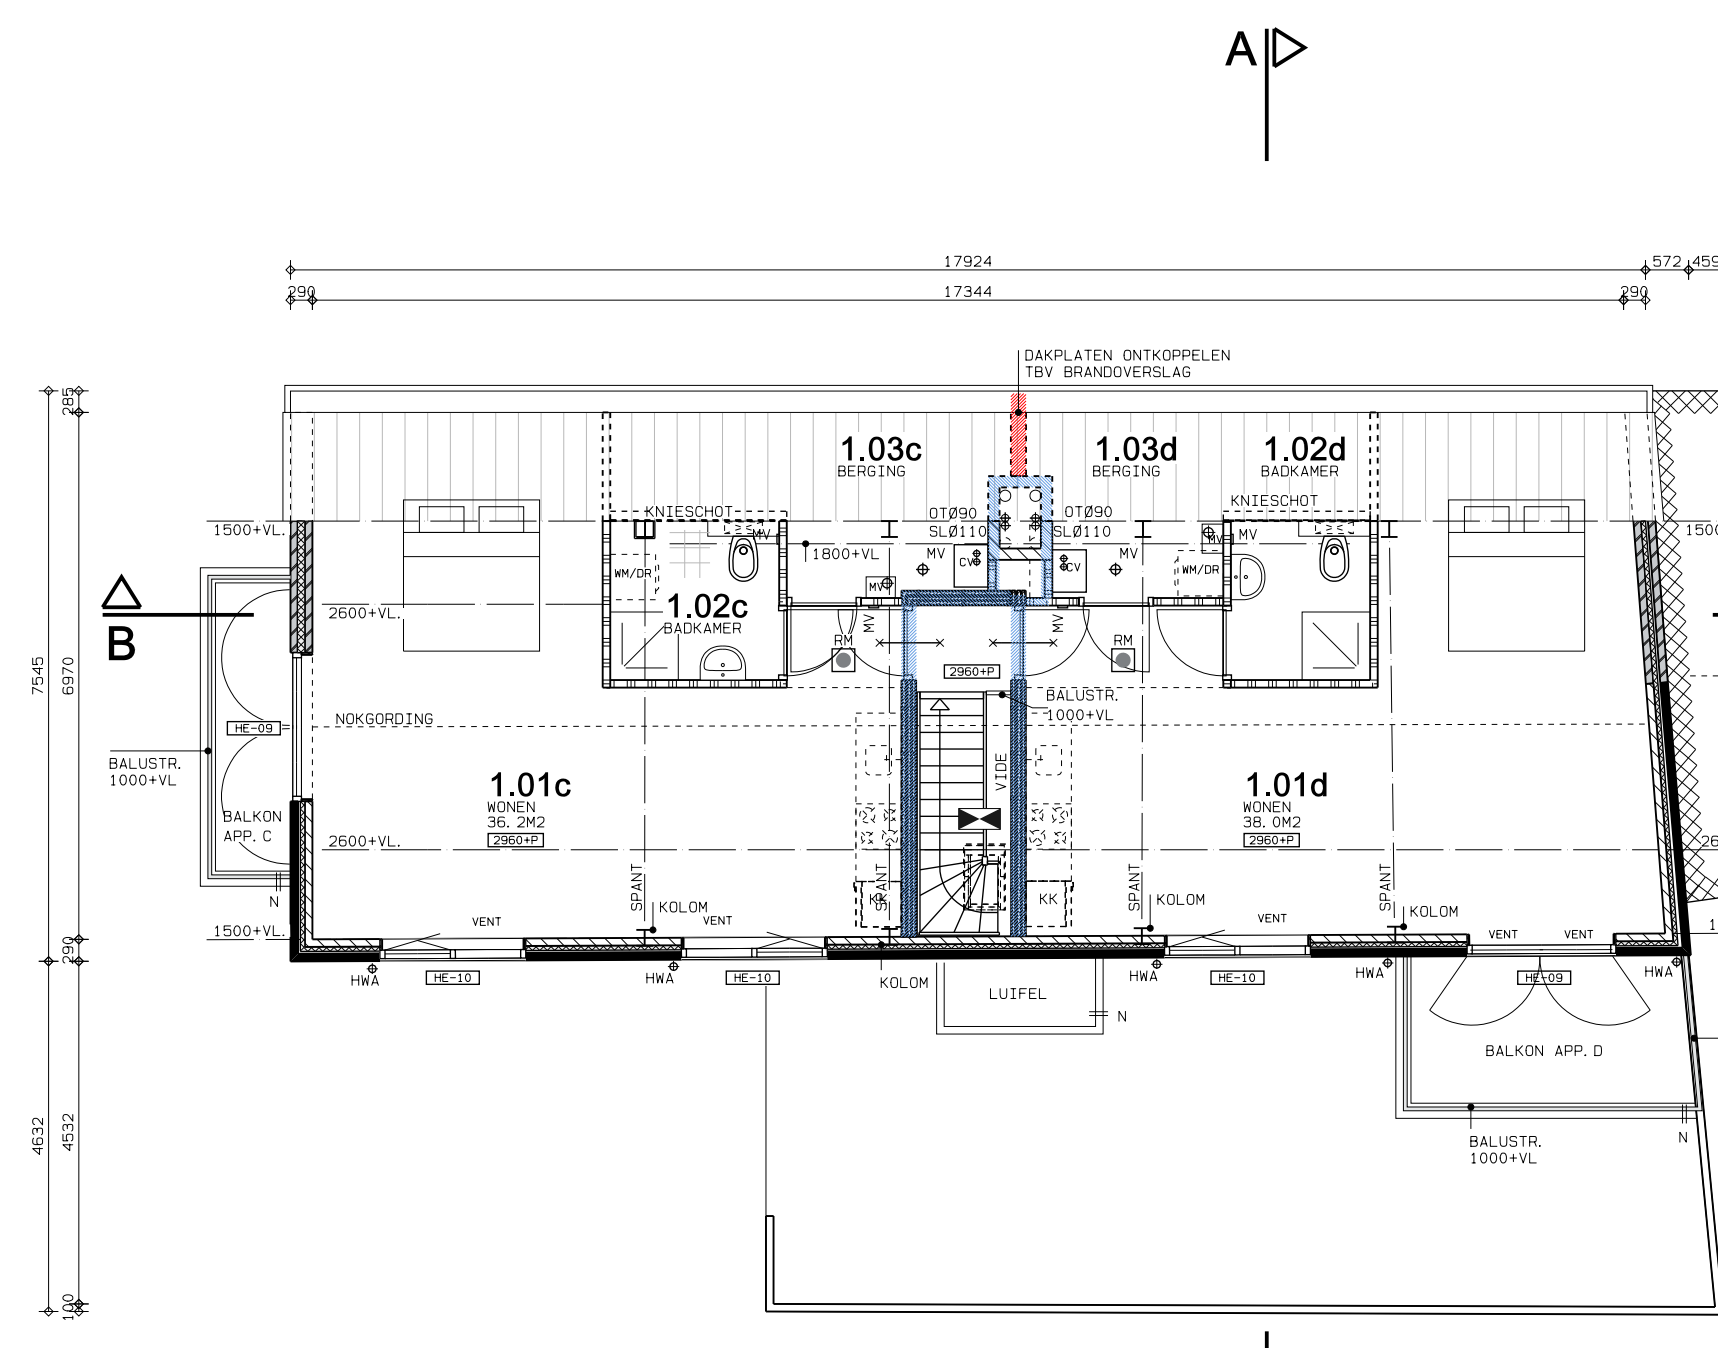 A
17924
572
459
290
17344
290
DAKPLATEN ONTKOPPELEN
TBV BRANDOVERSLAG
285
1.03c
BERGING
1.03d
BERGING
1.02d
BADKAMER
KNIESCHOT
KNIESCHOT
OTØ90
SLØ110
OTØ90
SLØ110
1500+VL.
1500
MV
1800+VL
MV
MV
MV
MV
WM/DR
CV
CV
WM/DR
MV
1.02c
BADKAMER
2600+VL.
B
MV
MV
RM
RM
7545
6970
2960+P
BALUSTR.
1000+VL
NOKGORDING
HE-09
BALUSTR.
1000+VL
VIDE
1.01c
WONEN
36.2M2
2960+P
1.01d
WONEN
38.0M2
2960+P
BALKON
APP.C
2600+VL.
26
SPANT
SPANT
SPANT
SPANT
KK
KK
N
KOLOM
KOLOM
KOLOM
VENT
VENT
VENT
VENT
VENT
1500+VL.
1
290
HWA
HE-10
HWA
HE-10
KOLOM
LUIFEL
HWA
HE-10
HWA
HE-09
HWA
N
BALKON APP.D
4632
4532
BALUSTR.
1000+VL
N
100